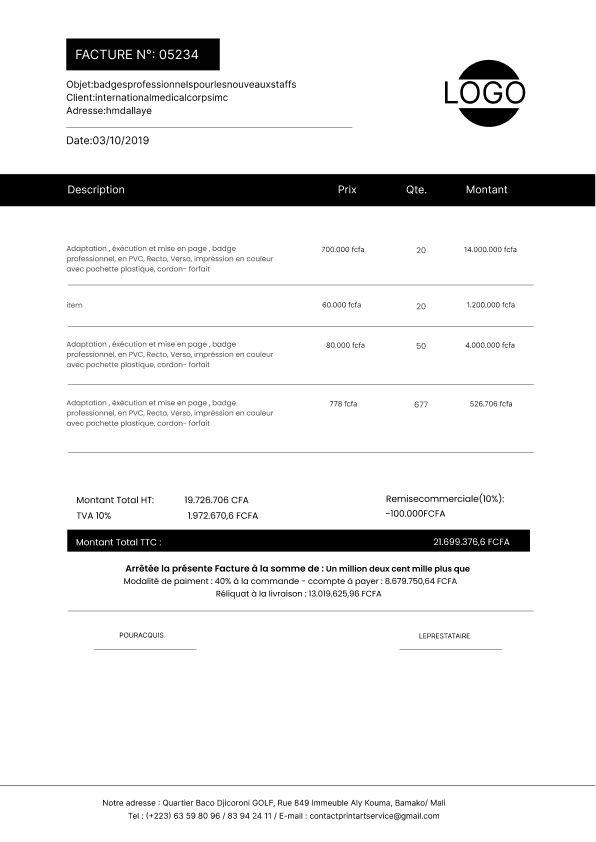 FACTURE N°: 05234
Objet:badgesprofessionnelspourlesnouveauxstaffs
Client:internationalmedicalcorpsimc
Adresse:hmdallaye
LOGO
Date:03/10/2019
Description Prix Qte. Montant
Adaptation , éxécution et mise en page , badge 700.000 fcfa 20 14.000.000 fcfa
professionnel, en PVC, Recto, Verso, impréssion en couleur
avec pochette plastique, cordon- forfait
item 60.000 fcfa 20 1.200.000 fcfa
Adaptation , éxécution et mise en page , badge 80.000 fcfa 50 4.000.000 fcfa
professionnel, en PVC, Recto, Verso, impréssion en couleur
avec pochette plastique, cordon- forfait
Adaptation , éxécution et mise en page , badge 778 fcfa 677 526.706 fcfa
professionnel, en PVC, Recto, Verso, impréssion en couleur
avec pochette plastique, cordon- forfait
Montant Total HT: 19.726.706 CFA Remisecommerciale(10%):
TVA 10% 1.972.670,6 FCFA -100.000FCFA
Montant Total TTC : 21.699.376,6 FCFA
Arrêtée la présente Facture à la somme de : Un million deux cent mille plus que
Modalité de paiment : 40% à la commande - ccompte á payer : 8.679.750,64 FCFA
Réliquat à la livraison : 13.019.625,96 FCFA
POURACQUIS LEPRESTATAIRE
Notre adresse : Quartier Baco Djicoroni GOLF, Rue 849 Immeuble Aly Kouma, Bamako/ Mali
Tel : (+223) 63 59 80 96 / 83 94 24 11 / E-mail : contactprintartservice@gmail.com